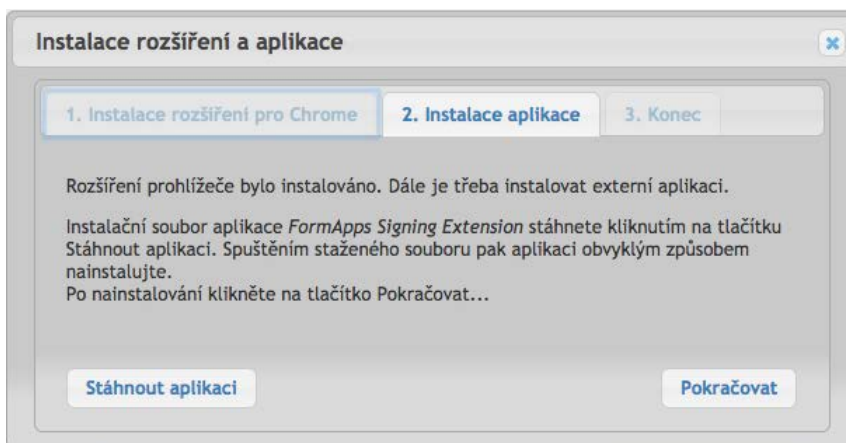 Instalace rozšíření a aplikace
1. Instalace rozšíření pro Chrome
2. Instalace aplikace
3. Konec
Rozšíření prohlížeče bylo instalováno. Dále je třeba instalovat externí aplikaci.
Instalační soubor aplikace FormApps Signing Extension stáhnete kliknutím na tlačítku
Stáhnout aplikaci. Spuštěním staženého souboru pak aplikaci obvyklým způsobem
nainstalujte.
Po nainstalování klikněte na tlačítko Pokračovat...
Stáhnout aplikaci
Pokračovat